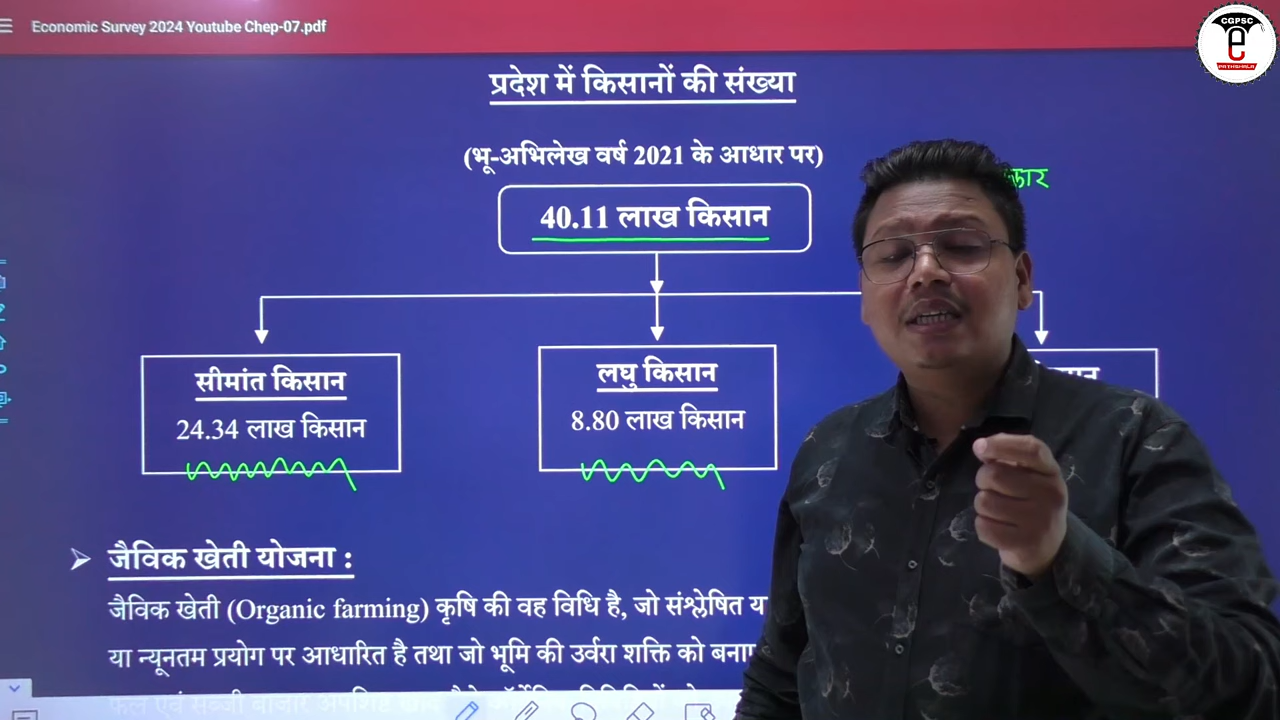 Economic Survey 2024 Youtube Chep-07.pdf
CGPSC
e
PATHSHALA
प्रदेश में किसानों की संख्या
(भू-अभिलेख वर्ष 2021 के आधार पर)
40.11 लाख किसान
सीमांत किसान
24.34 लाख किसान
लघु किसान
8.80 लाख किसान
जैविक खेती योजना :
जैविक खेती (Organic farming) कृषि की वह विधि है, जो संश्लेषित
या न्यूनतम प्रयोग पर आधारित है तथा जो भूमि की उर्वरा शक्ति को